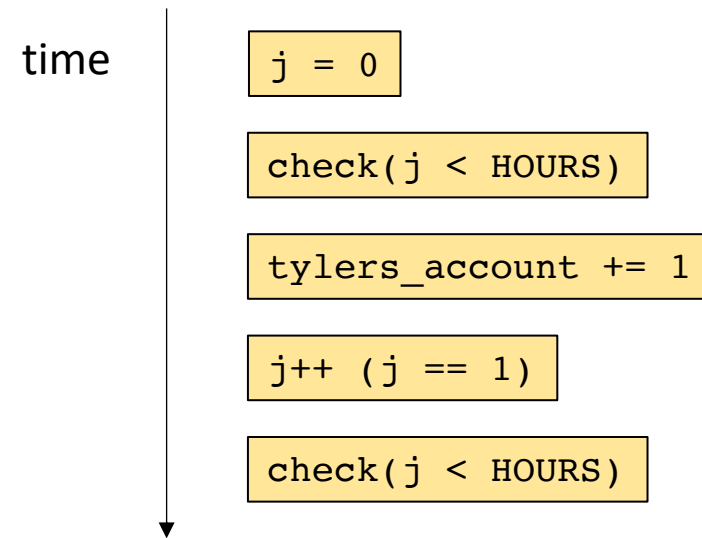 time
j = 0
check(j < HOURS)
tylers_account += 1
j++ (j == 1)
check(j < HOURS)